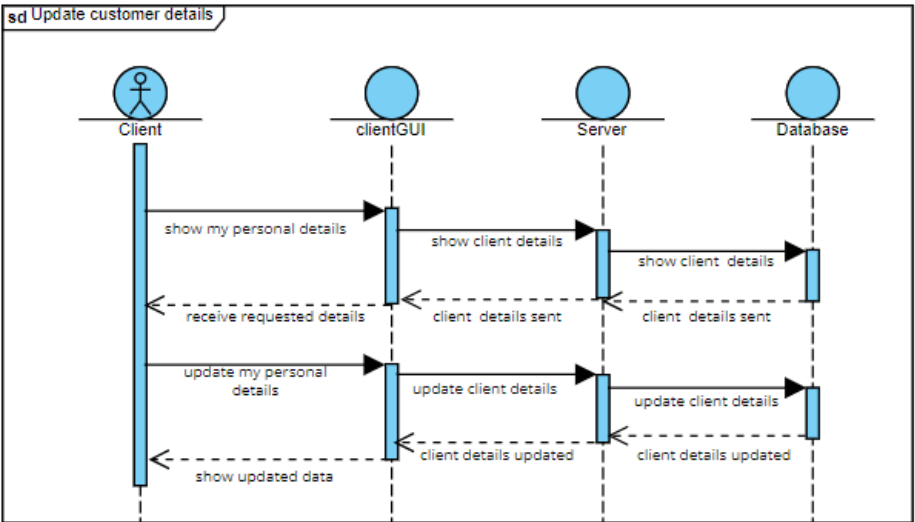 sd Update customer details
Client
clientGUI
Server
Database
show my personal details
show client details
show client  details
receive requested details
client  details sent
client  details sent
update my personal
details
update client details
update client details
client details updated
client details updated
show updated data